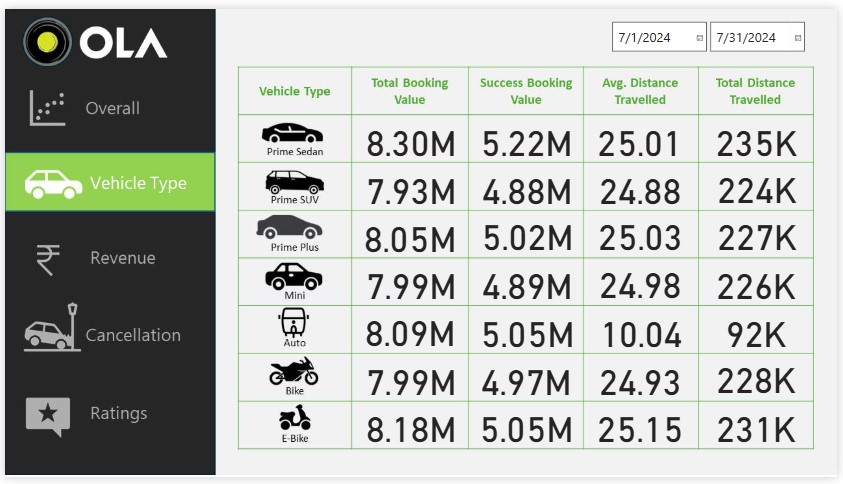 OLA
7/1/2024 7/31/2024
Overall
Vehicle Type
Revenue
Cancellation
Ratings
Vehicle Type Total Booking Value Success Booking Value Avg. Distance Travelled Total Distance Travelled
Prime Sedan 8.30M 5.22M 25.01 235K
Prime SUV 7.93M 4.88M 24.88 224K
Prime Plus 8.05M 5.02M 25.03 227K
Mini 7.99M 4.89M 24.98 226K
Auto 8.09M 5.05M 10.04 92K
Bike 7.99M 4.97M 24.93 228K
E-Bike 8.18M 5.05M 25.15 231K